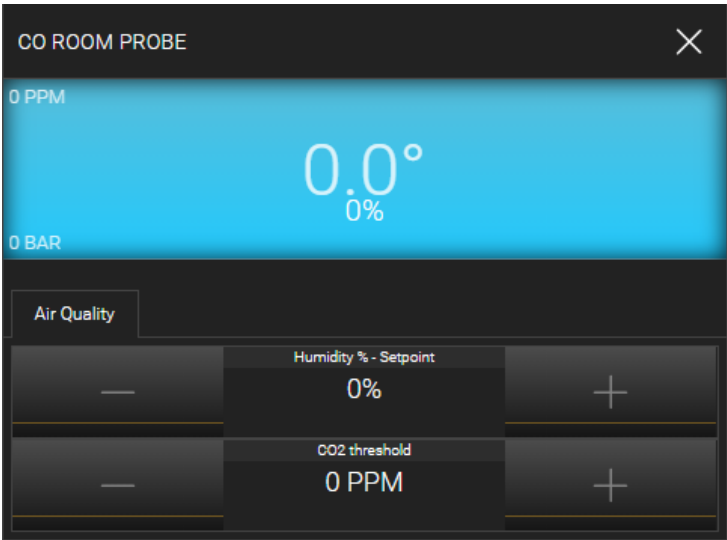 CO ROOM PROBE
0 PPM
0.0°
0%
0 BAR
Air Quality
Humidity % - Setpoint
0%
CO2 threshold
0 PPM